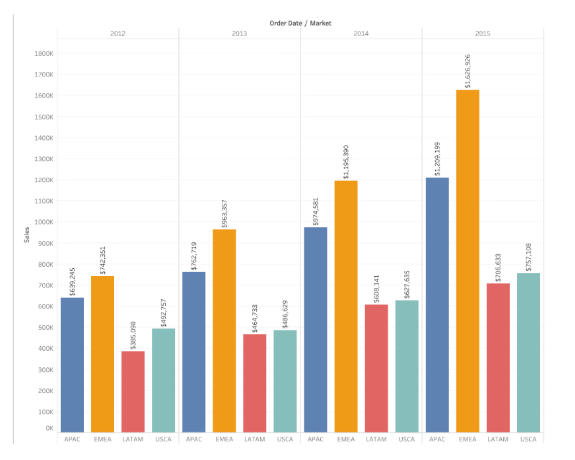 Order Date / Market
2012 2013 2014 2015
1800K
1700K
1600K
1500K
1400K
1300K
1200K
1100K
1000K
900K
800K
700K
600K
500K
400K
300K
200K
100K
0K
Sales
$639,245
$742,351
$385,098
$492,757
$762,719
$963,357
$464,733
$486,629
$974,581
$1,195,390
$608,141
$627,635
$1,209,199
$1,626,926
$706,633
$757,108
APAC EMEA LATAM USCA APAC EMEA LATAM USCA APAC EMEA LATAM USCA APAC EMEA LATAM USCA